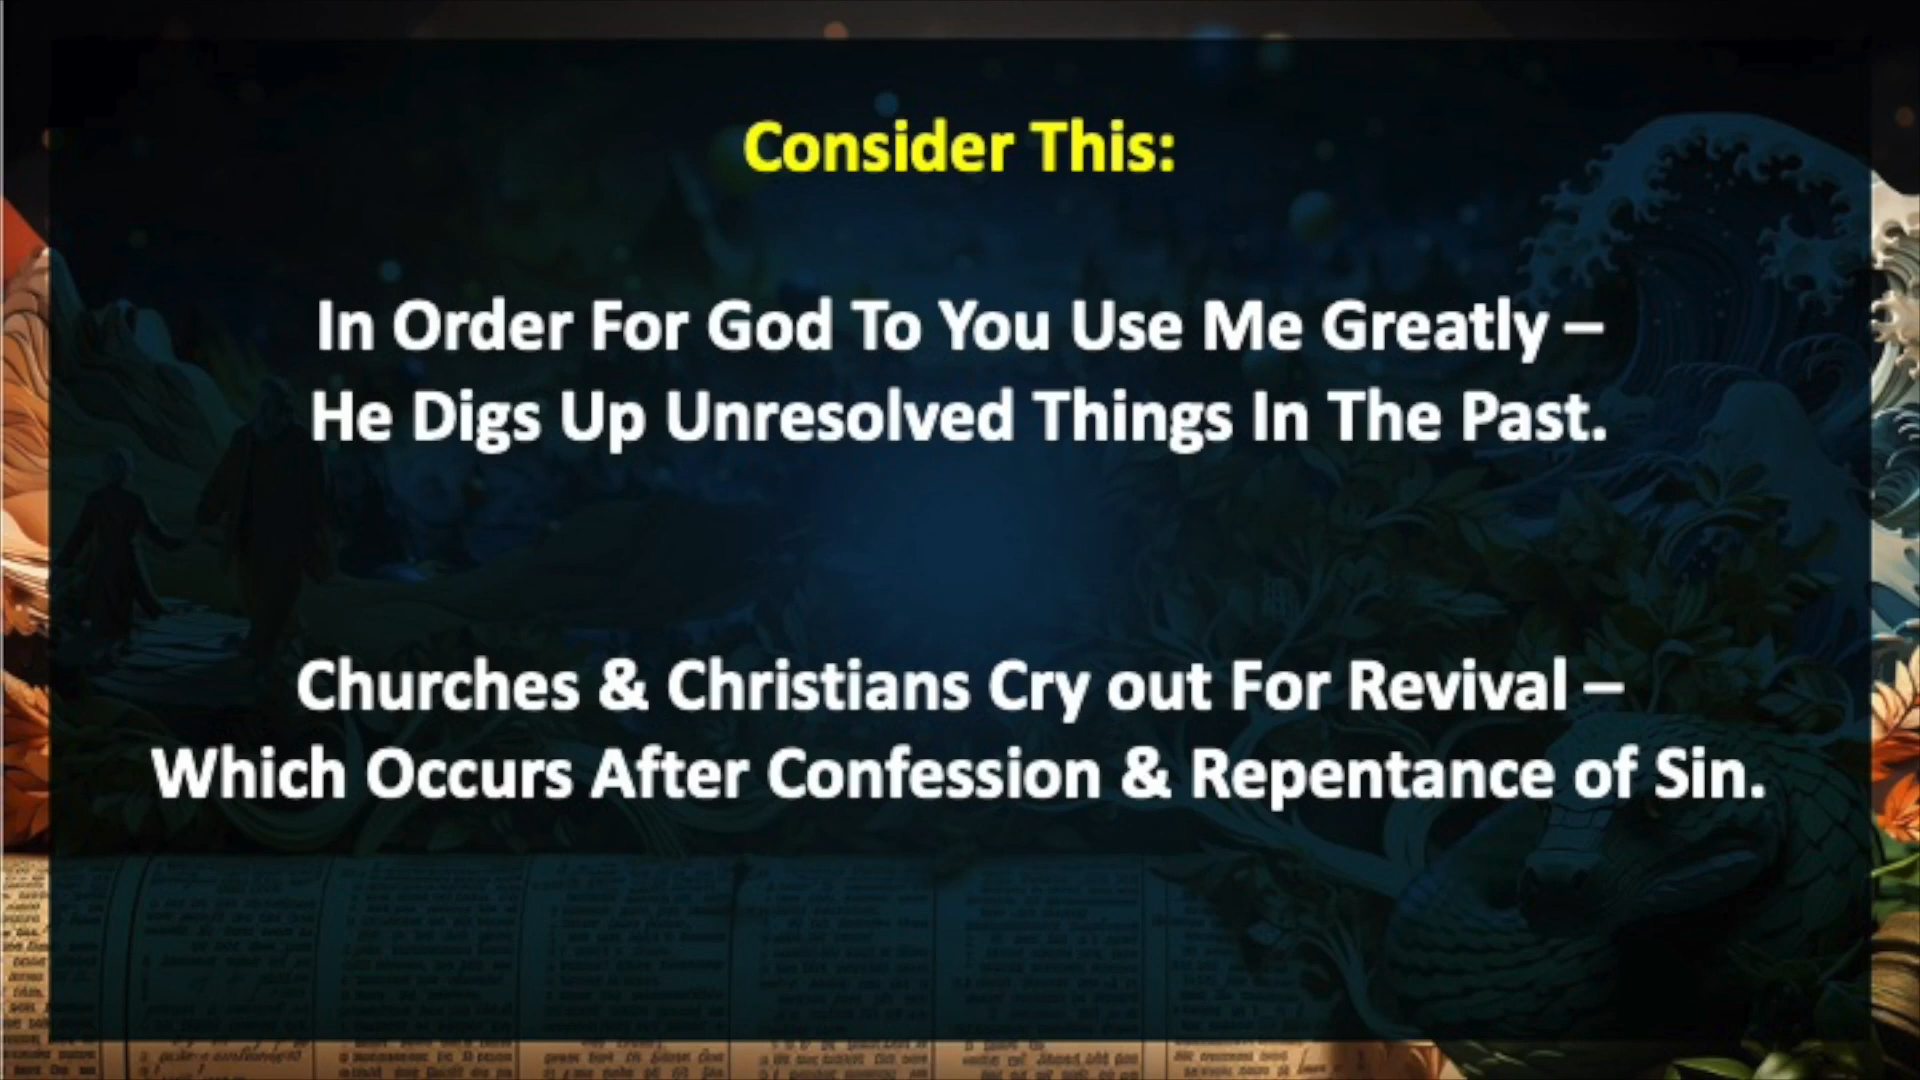 Consider This:
In Order For God To You Use Me Greatly –
He Digs Up Unresolved Things In The Past.
Churches & Christians Cry out For Revival –
Which Occurs After Confession & Repentance of Sin.